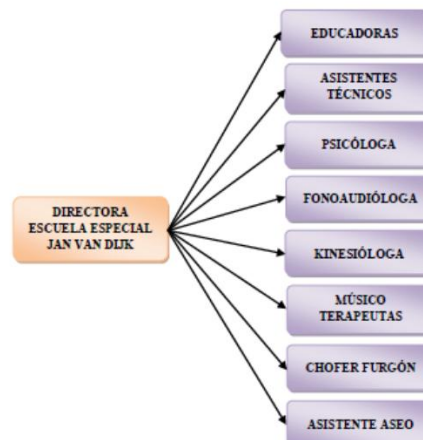 EDUCADORAS
ASISTENTES
TÉCNICOS
PSICÓLOGA
FONOAUDIÓLOGA
DIRECTORA
ESCUELA ESPECIAL
JAN VAN DIJK
KINESIÓLOGA
MÚSICO
TERAPEUTAS
CHOFER FURGÓN
ASISTENTE ASEO